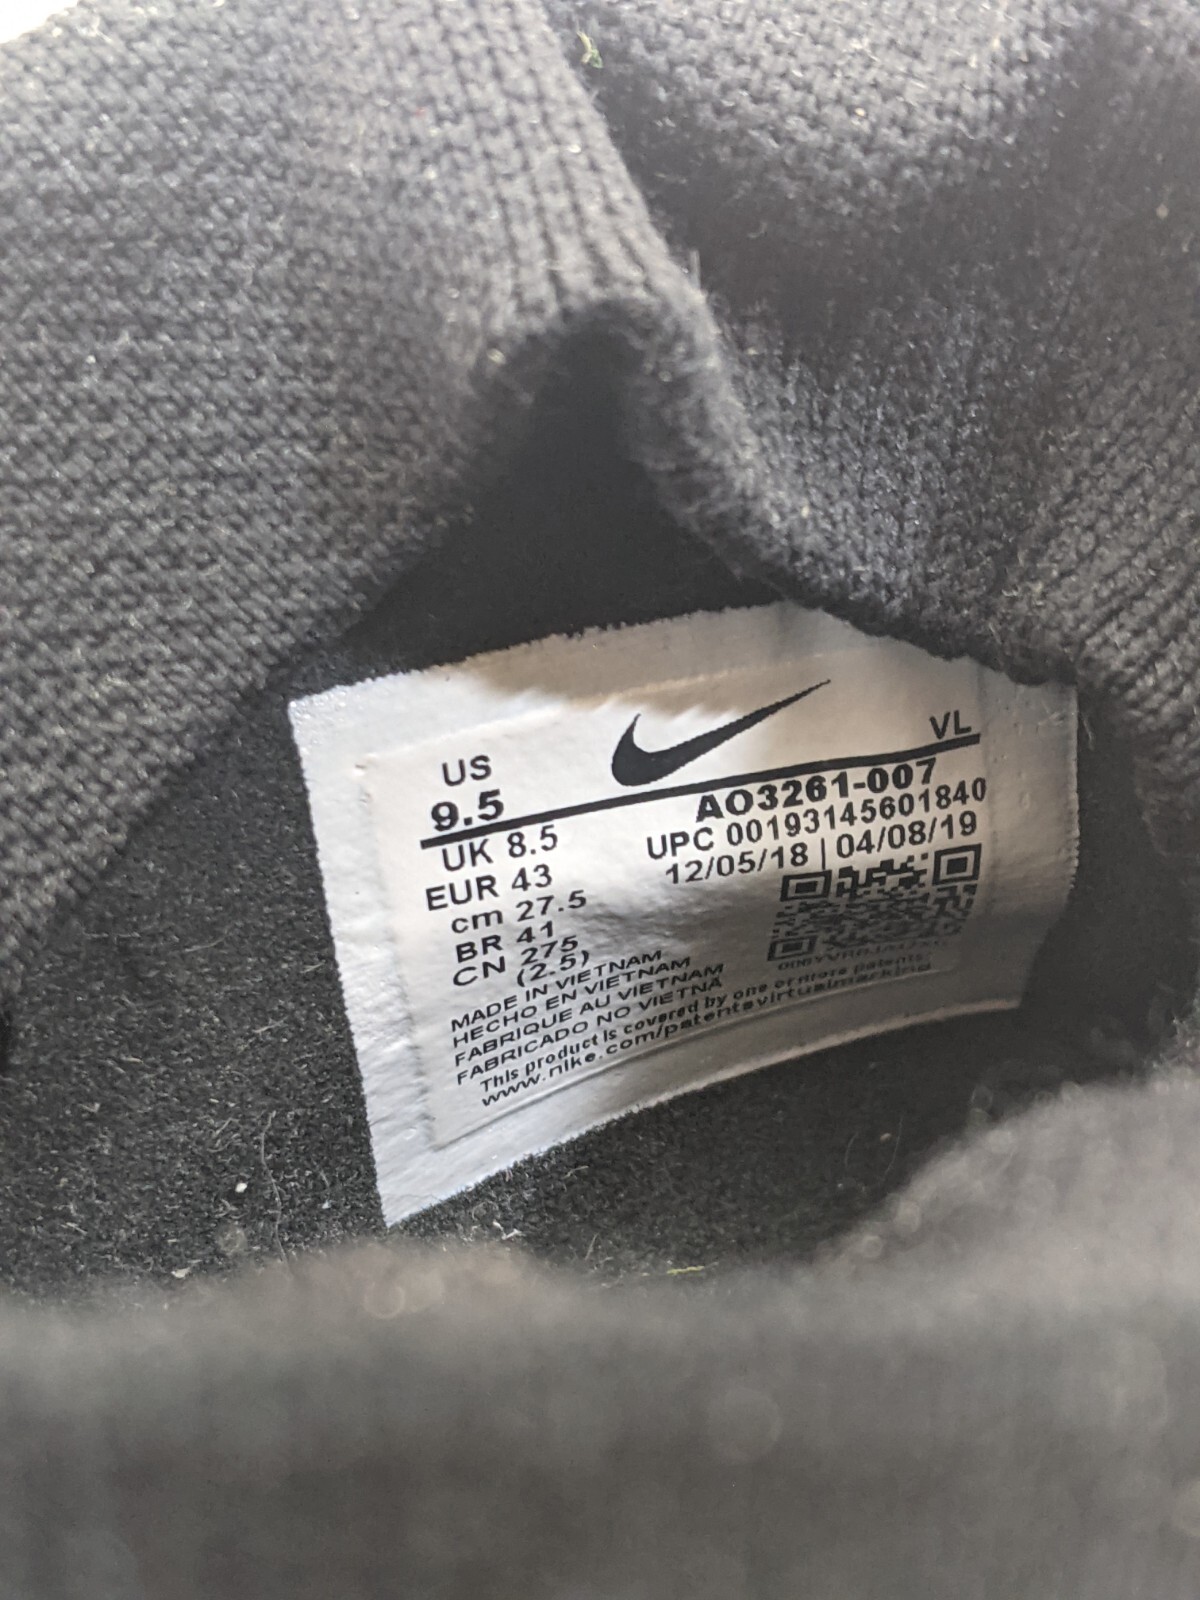 US
9.5
VL
AO3261-007
UK 8.5
UPC 00193145601840
EUR 43
12/05/18 | 04/08/19
cm 27.5
BR 41
CN 275
(2.5)
MADE IN VIETNAM
HECHO EN VIETNAM
FABRIQUE AU VIETNAM
FABRICADO NO VIETNÃ
This product is covered by one or more patents.
www.nike.com/patentsvirtualmarking